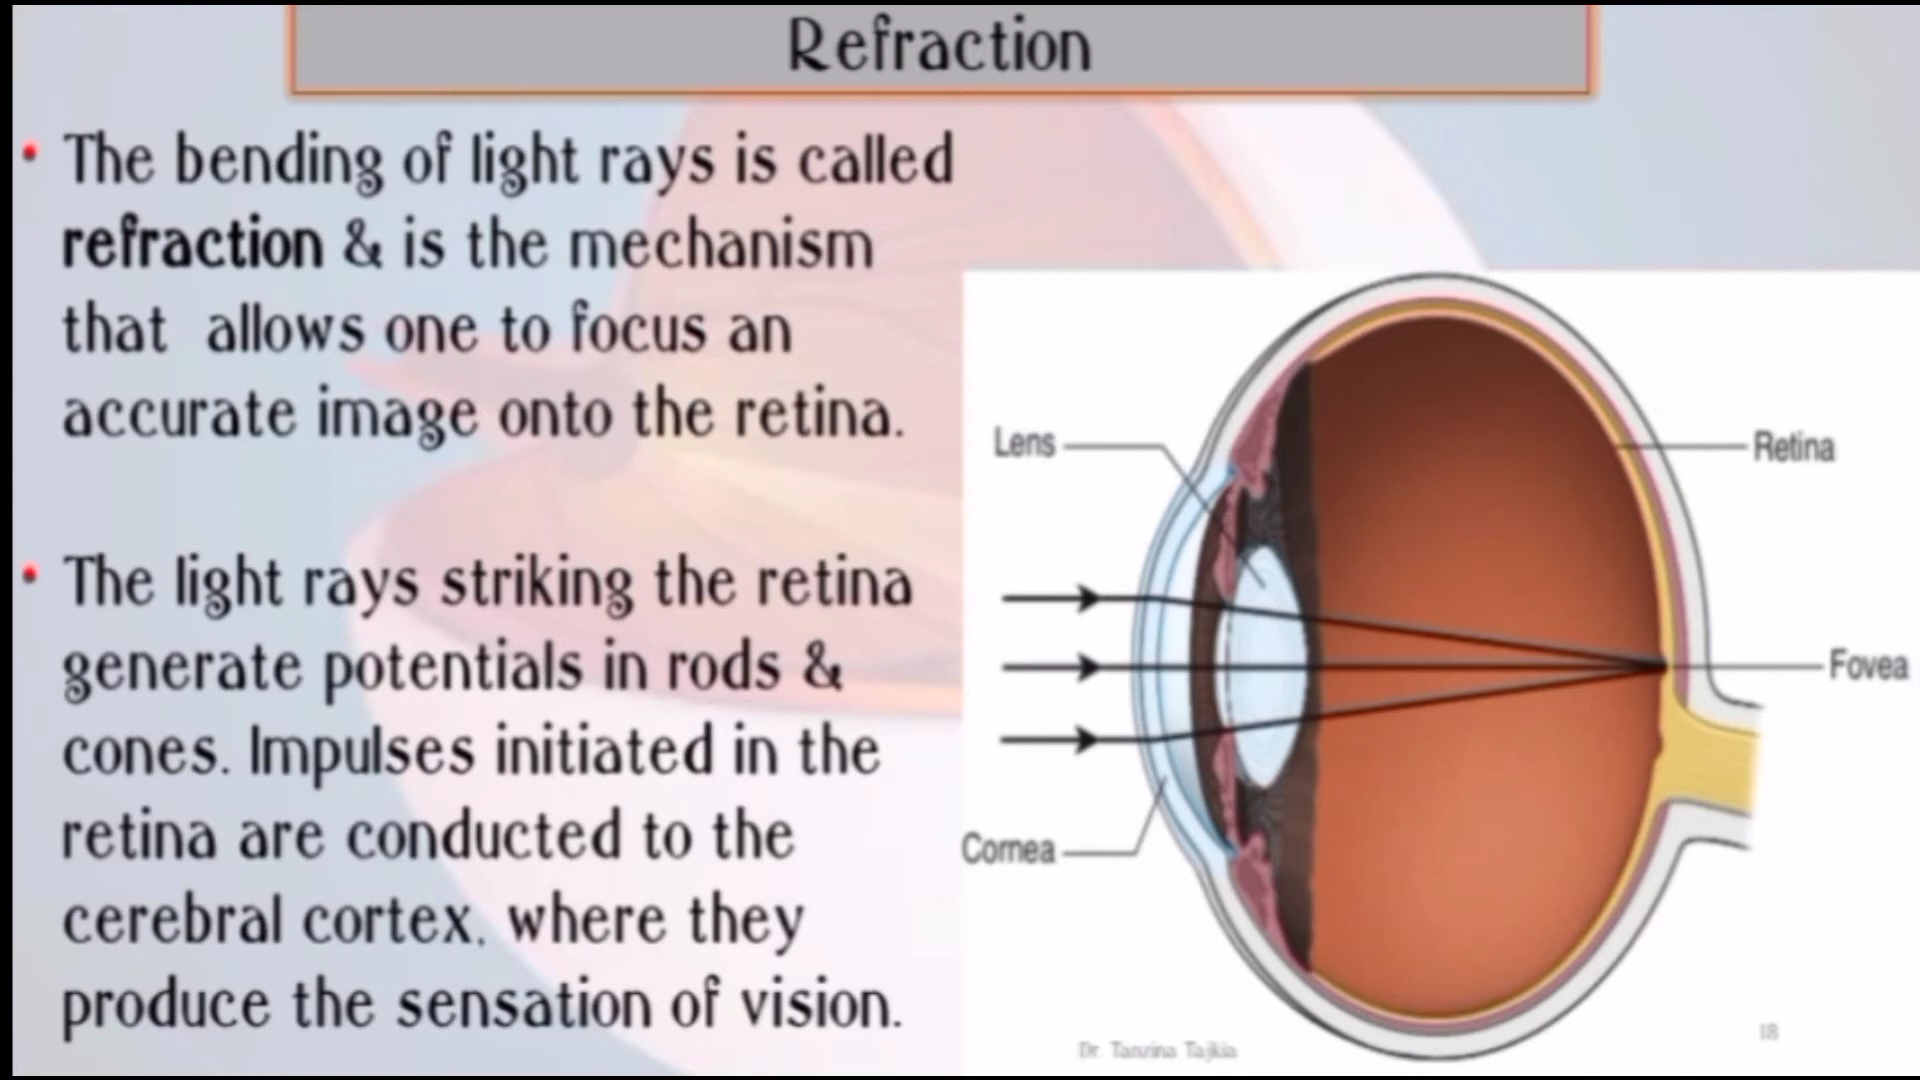 Refraction
• The bending of light rays is called
refraction & is the mechanism
that allows one to focus an
accurate image onto the retina.
• The light rays striking the retina
generate potentials in rods &
cones. Impulses initiated in the
retina are conducted to the
cerebral cortex, where they
produce the sensation of vision.
Lens
Retina
Fovea
Cornea
Dr. Tanzina Tajkia
18